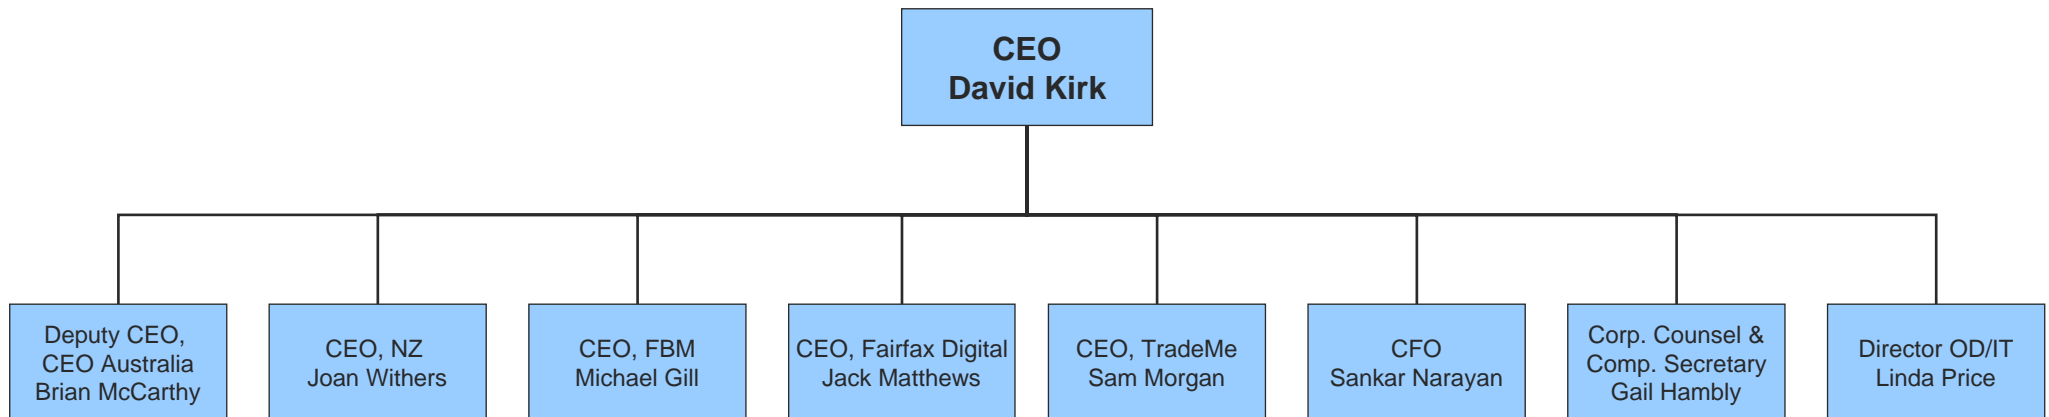 CEO
David Kirk
Deputy CEO,
CEO Australia
Brian McCarthy
CEO, NZ
Joan Withers
CEO, FBM
Michael Gill
CEO, Fairfax Digital
Jack Matthews
CEO, TradeMe
Sam Morgan
CFO
Sankar Narayan
Corp. Counsel &
Comp. Secretary
Gail Hambly
Director OD/IT
Linda Price